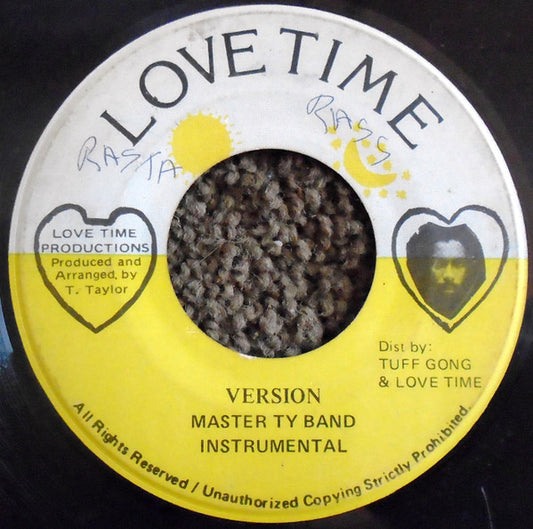 LOVE TIME
RASTA
RASS
LOVE TIME
PRODUCTIONS
Produced and
Arranged, by
T. Taylor
Dist by:
TUFF GONG
& LOVE TIME
VERSION
MASTER TY BAND
INSTRUMENTAL
All Rights Reserved / Unauthorized Copying Strictly Prohibited.